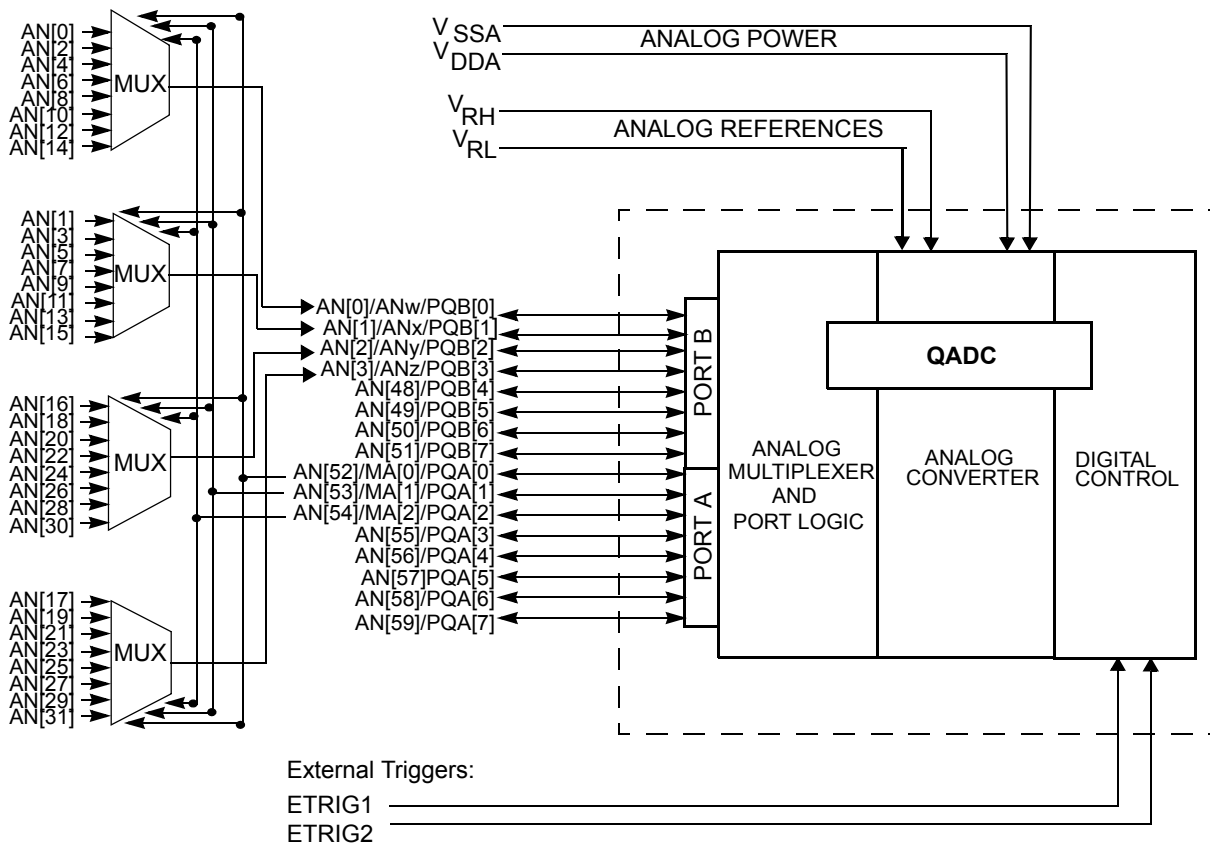 AN[0]
AN[2]
AN[4]
AN[6]
AN[8]
AN[10]
AN[12]
AN[14]
MUX
AN[1]
AN[3]
AN[5]
AN[7]
AN[9]
AN[11]
AN[13]
AN[15]
MUX
AN[16]
AN[18]
AN[20]
AN[22]
AN[24]
AN[26]
AN[28]
AN[30]
MUX
AN[17]
AN[19]
AN[21]
AN[23]
AN[25]
AN[27]
AN[29]
AN[31]
MUX
VSSA
VDDA
ANALOG POWER
VRH
VRL
ANALOG REFERENCES
AN[0]/ANw/PQB[0]
AN[1]/ANx/PQB[1]
AN[2]/ANy/PQB[2]
AN[3]/ANz/PQB[3]
AN[48]/PQB[4]
AN[49]/PQB[5]
AN[50]/PQB[6]
AN[51]/PQB[7]
AN[52]/MA[0]/PQA[0]
AN[53]/MA[1]/PQA[1]
AN[54]/MA[2]/PQA[2]
AN[55]/PQA[3]
AN[56]/PQA[4]
AN[57]PQA[5]
AN[58]/PQA[6]
AN[59]/PQA[7]
PORT B
PORT A
QADC
ANALOG
MULTIPLEXER
AND
PORT LOGIC
ANALOG
CONVERTER
DIGITAL
CONTROL
External Triggers:
ETRIG1
ETRIG2